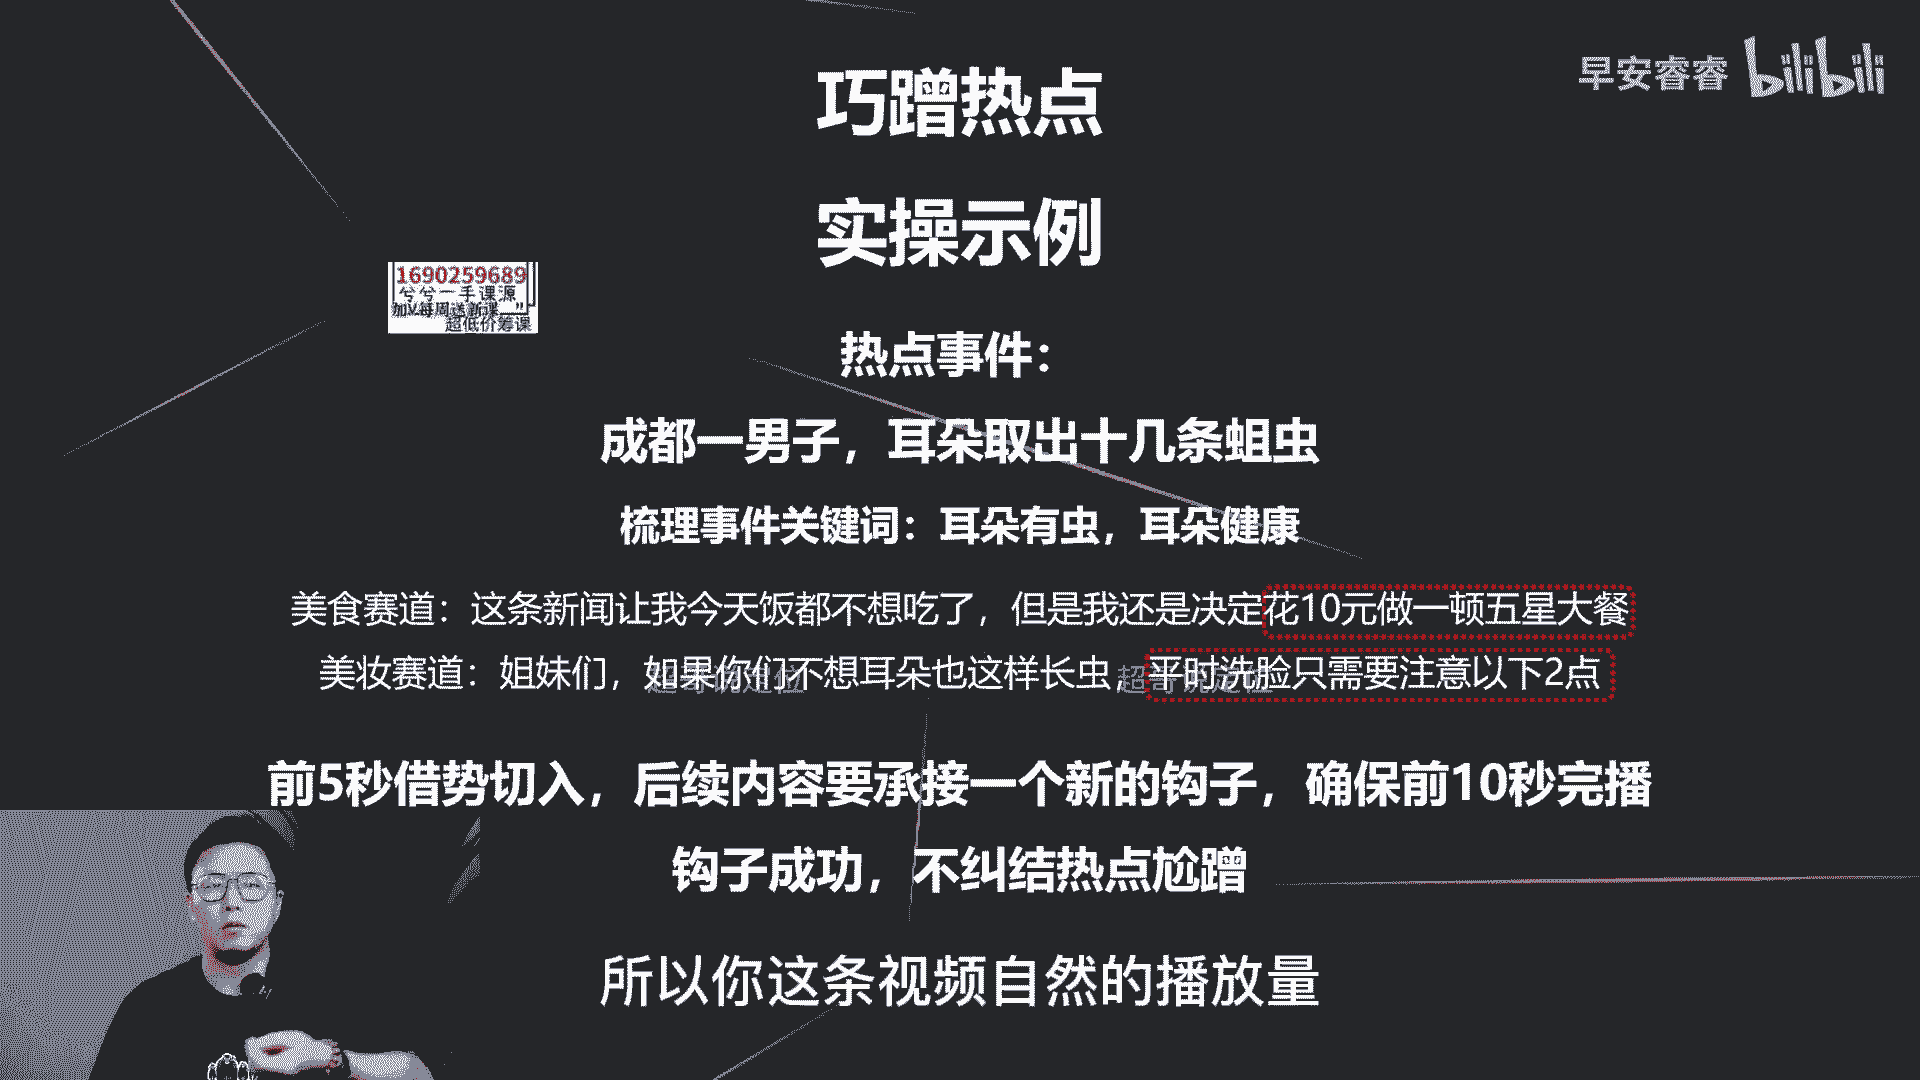 早安睿睿 bilibili
巧蹭热点
实操示例
1690259689
兮兮一手课源
加V每周送新课
超低价筹课
热点事件：
成都一男子，耳朵取出十几条蛆虫
梳理事件关键词：耳朵有虫，耳朵健康
美食赛道：这条新闻让我今天饭都不想吃了，但是我还是决定花10元做一顿五星大餐
美妆赛道：姐妹们，如果你们不想耳朵也这样长虫，平时洗脸只需要注意以下2点
前5秒借势切入，后续内容要承接一个新的钩子，确保前10秒完播
钩子成功，不纠结热点尬蹭
所以你这条视频自然的播放量